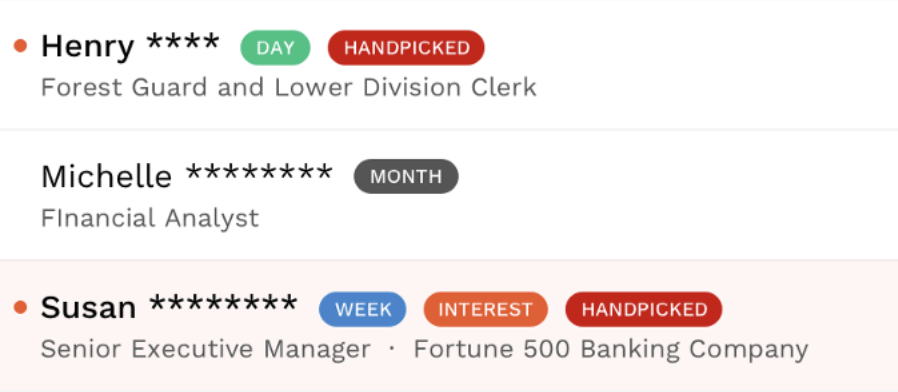 Henry **** DAY HANDPICKED
Forest Guard and Lower Division Clerk
Michelle ******** MONTH
FInancial Analyst
Susan ******** WEEK INTEREST HANDPICKED
Senior Executive Manager · Fortune 500 Banking Company